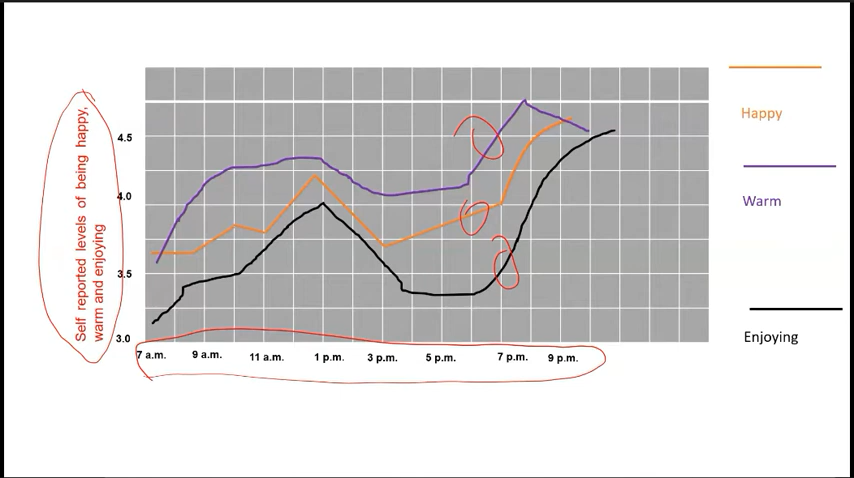 Self reported levels of being happy,
warm and enjoying
4.5
4.0
3.5
3.0
7 a.m. 9 a.m. 11 a.m. 1 p.m. 3 p.m. 5 p.m. 7 p.m. 9 p.m.
Happy
Warm
Enjoying